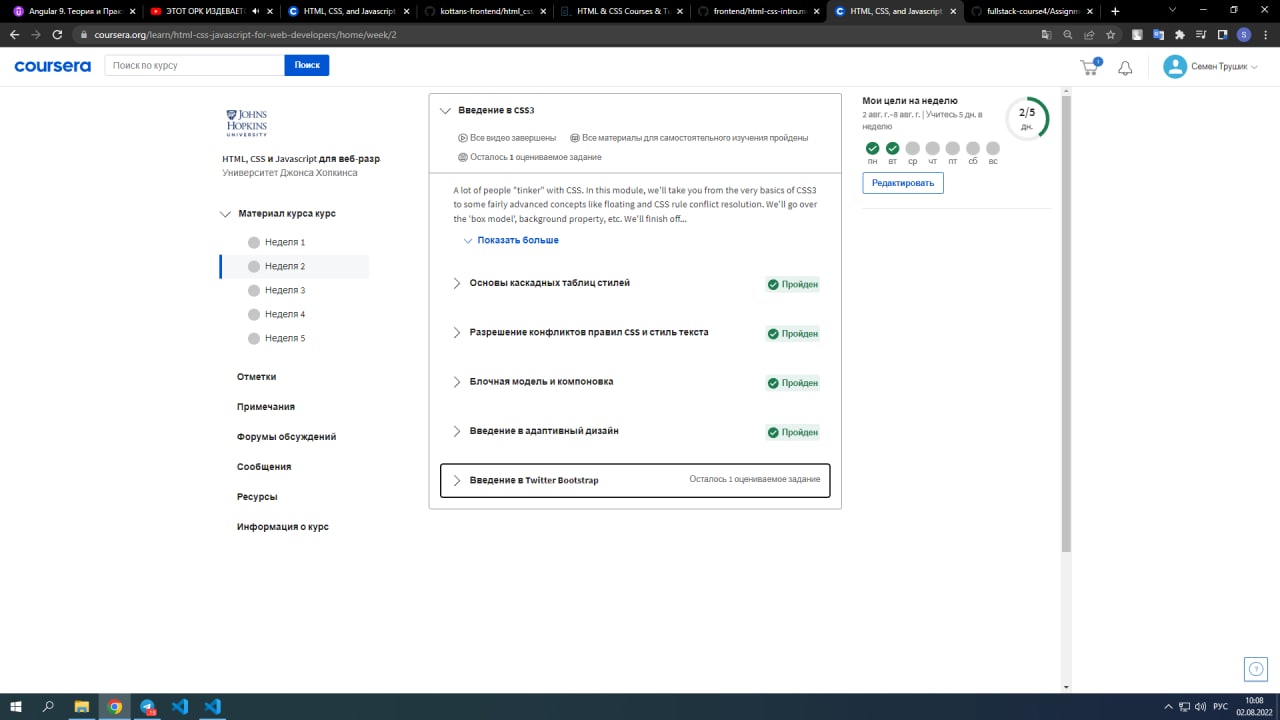 Angular 9. Теория и Прак
ЭТОТ ОРК ИЗДЕВАЕТС
HTML, CSS, and Javascript
kottans-frontend/html_css
HTML & CSS Courses & Tu
frontend/html-css-intro.m
HTML, CSS, and Javascript
fullstack-course4/Assignm
coursera.org/learn/html-css-javascript-for-web-developers/home/week/2
S
coursera
Поиск по курсу
Поиск
1
Семен Трушик
JOHNS
HOPKINS
UNIVERSITY
HTML, CSS и Javascript для веб-разр
Университет Джонса Хопкинса
Материал курса курс
Неделя 1
Неделя 2
Неделя 3
Неделя 4
Неделя 5
Отметки
Примечания
Форумы обсуждений
Сообщения
Ресурсы
Информация о курс
Введение в CSS3
Все видео завершены
Все материалы для самостоятельного изучения пройдены
Осталось 1 оцениваемое задание
A lot of people "tinker" with CSS. In this module, we'll take you from the very basics of CSS3
to some fairly advanced concepts like floating and CSS rule conflict resolution. We'll go over
the 'box model', background property, etc. We'll finish off...
Показать больше
Основы каскадных таблиц стилей
Пройден
Разрешение конфликтов правил CSS и стиль текста
Пройден
Блочная модель и компоновка
Пройден
Введение в адаптивный дизайн
Пройден
Введение в Twitter Bootstrap
Осталось 1 оцениваемое задание
Мои цели на неделю
2 авг. г.–8 авг. г. | Учитесь 5 дн. в
неделю
2/5
дн.
пн вт ср чт пт сб вс
Редактировать
РУС
10:08
02.08.2022